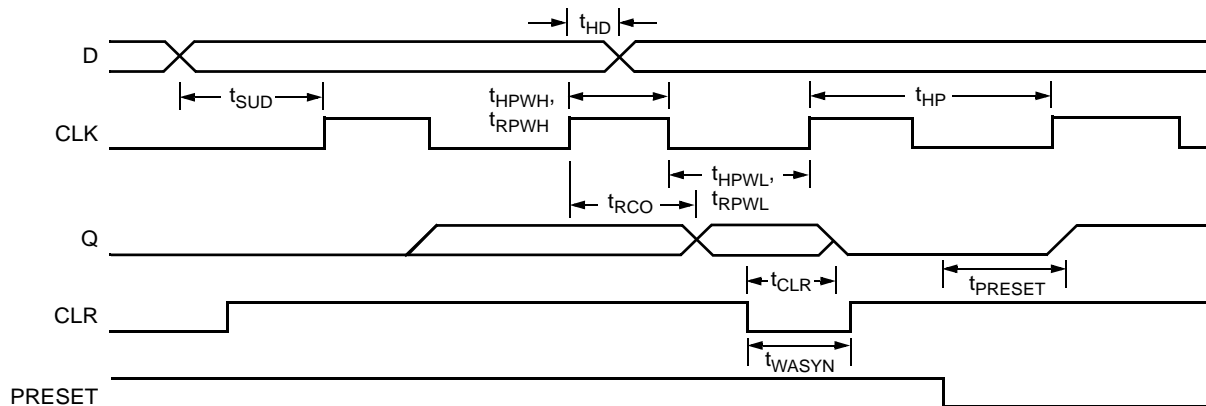 tHD
D
tSUD
tHPWH,
tRPWH
tHP
CLK
tHPWL,
tRPWL
tRCO
Q
tCLR
tPRESET
CLR
tWASYN
PRESET